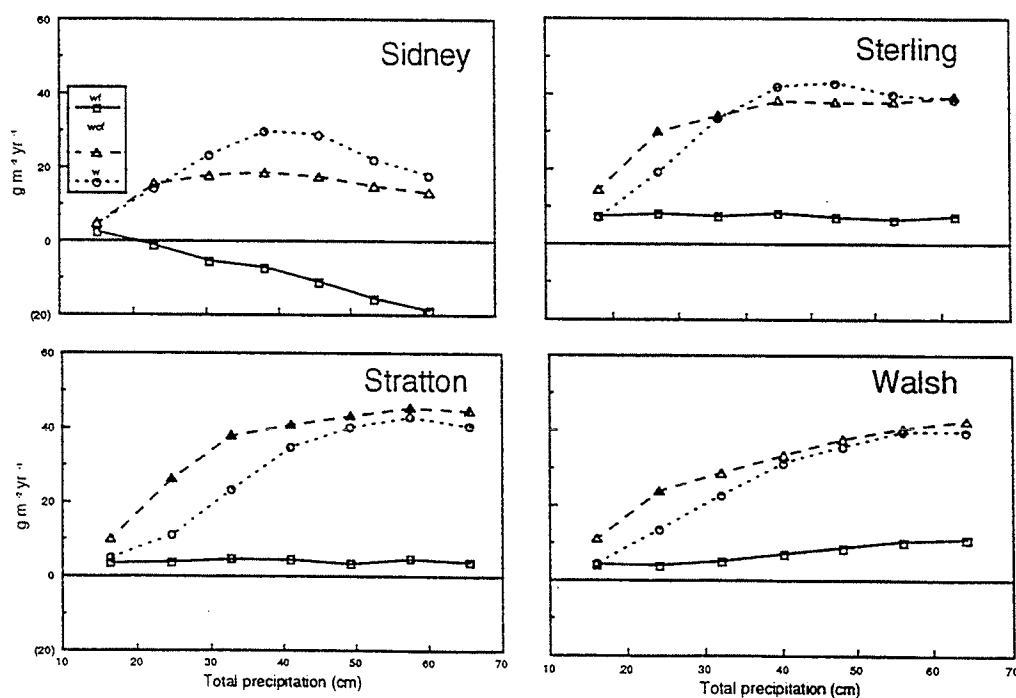 60
40
20
0
(20)
g m⁻² yr⁻¹
Sidney
wf
wcf
w
Sterling
60
40
20
0
(20)
g m⁻² yr⁻¹
Stratton
10 20 30 40 50 60 70
Total precipitation (cm)
Walsh
10 20 30 40 50 60 70
Total precipitation (cm)